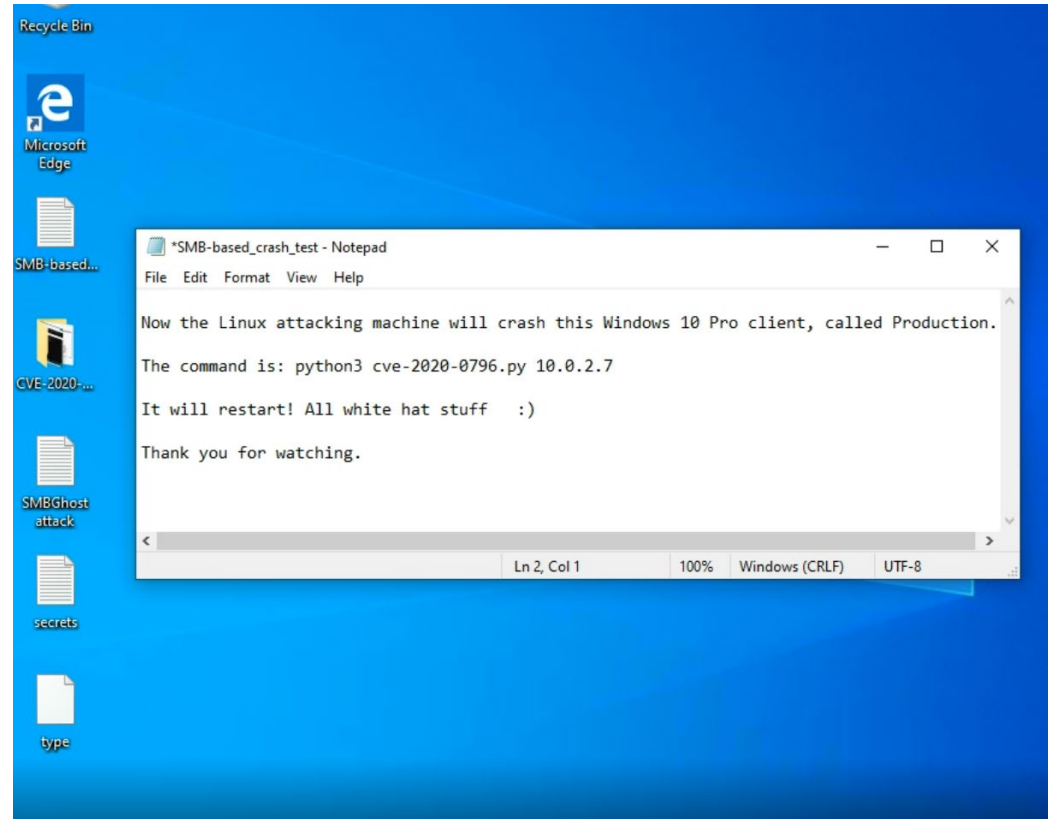 Recycle Bin
Microsoft
Edge
SMB-based...
CVE-2020-...
SMBGhost
attack
secrets
type
*SMB-based_crash_test - Notepad
File Edit Format View Help
Now the Linux attacking machine will crash this Windows 10 Pro client, called Production.
The command is: python3 cve-2020-0796.py 10.0.2.7
It will restart! All white hat stuff :)
Thank you for watching.
Ln 2, Col 1 100% Windows (CRLF) UTF-8